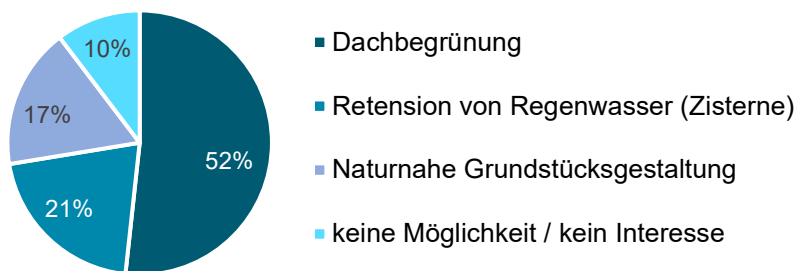 10%
17%
52%
21%
Dachbegrünung
Retension von Regenwasser (Zisterne)
Naturnahe Grundstücksgestaltung
keine Möglichkeit / kein Interesse